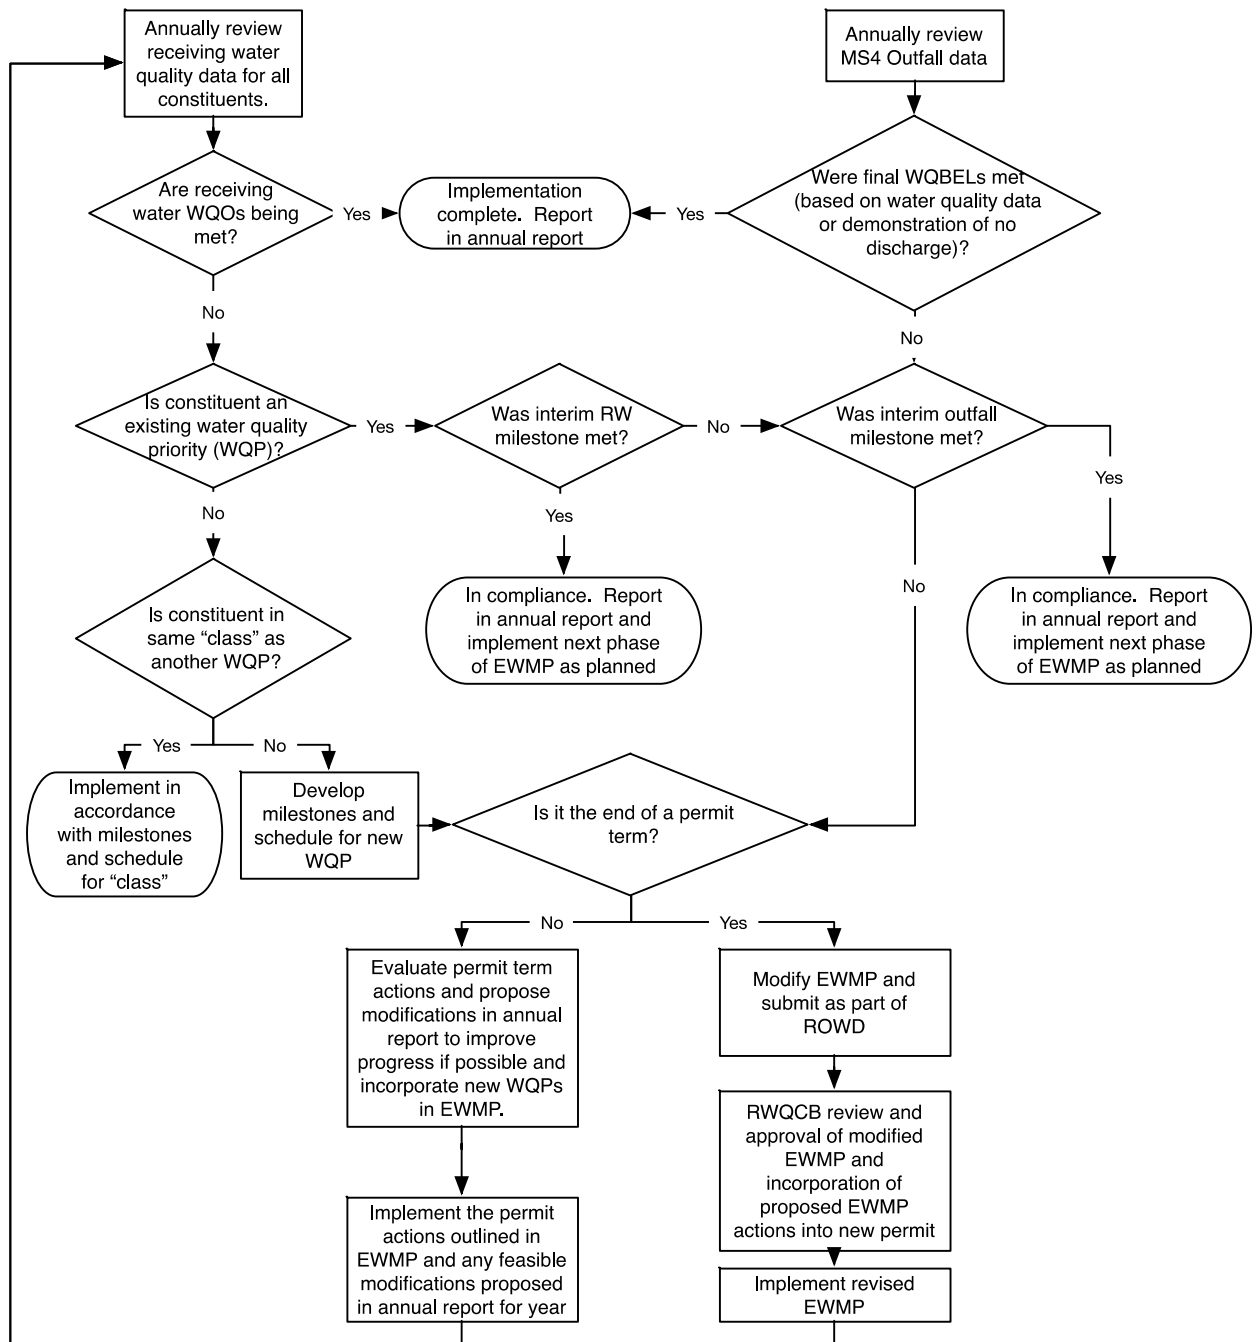 Annually review
receiving water
quality data for all
constituents.
Annually review
MS4 Outfall data
Are receiving
water WQOs being
met?
Yes
Implementation
complete. Report
in annual report
Yes
Were final WQBELs met
(based on water quality data
or demonstration of no
discharge)?
No
No
Is constituent an
existing water quality
priority (WQP)?
Yes
Was interim RW
milestone met?
No
Was interim outfall
milestone met?
Yes
No
Yes
No
Is constituent in
same “class” as
another WQP?
In compliance. Report
in annual report and
implement next phase
of EWMP as planned
In compliance. Report
in annual report and
implement next phase
of EWMP as planned
Yes
No
Implement in
accordance
with milestones
and schedule
for “class”
Develop
milestones and
schedule for new
WQP
Is it the end of a permit
term?
No
Yes
Evaluate permit term
actions and propose
modifications in annual
report to improve
progress if possible and
incorporate new WQPs
in EWMP.
Modify EWMP and
submit as part of
ROWD
RWQCB review and
approval of modified
EWMP and
incorporation of
proposed EWMP
actions into new permit
Implement the permit
actions outlined in
EWMP and any feasible
modifications proposed
in annual report for year
Implement revised
EWMP